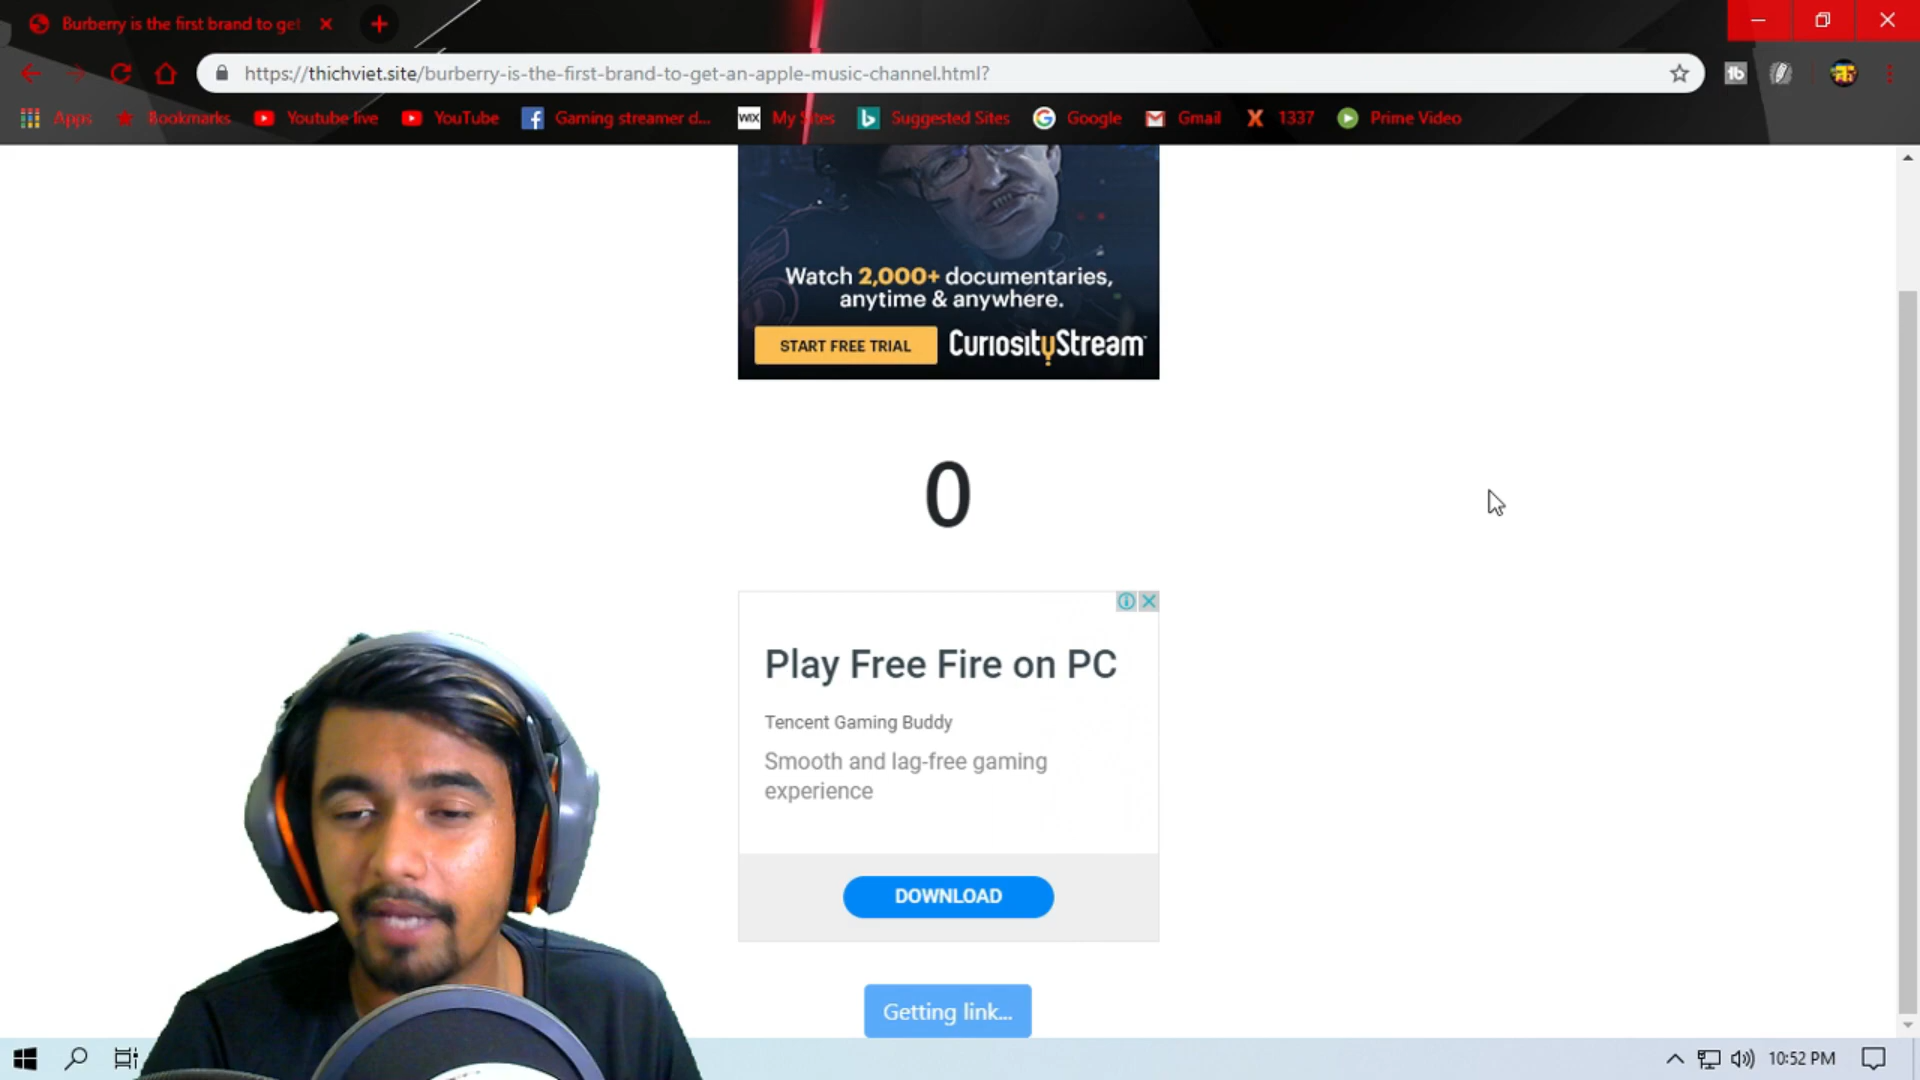 Burberry is the first brand to get
https://thichviet.site/burberry-is-the-first-brand-to-get-an-apple-music-channel.html?
Apps Bookmarks Youtube live YouTube Gaming streamer d... WIX My Sites Suggested Sites Google Gmail X 1337 Prime Video
Watch 2,000+ documentaries,
anytime & anywhere.
START FREE TRIAL CURIOSITYSTREAM
0
Play Free Fire on PC
Tencent Gaming Buddy
Smooth and lag-free gaming
experience
DOWNLOAD
Getting link...
10:52 PM